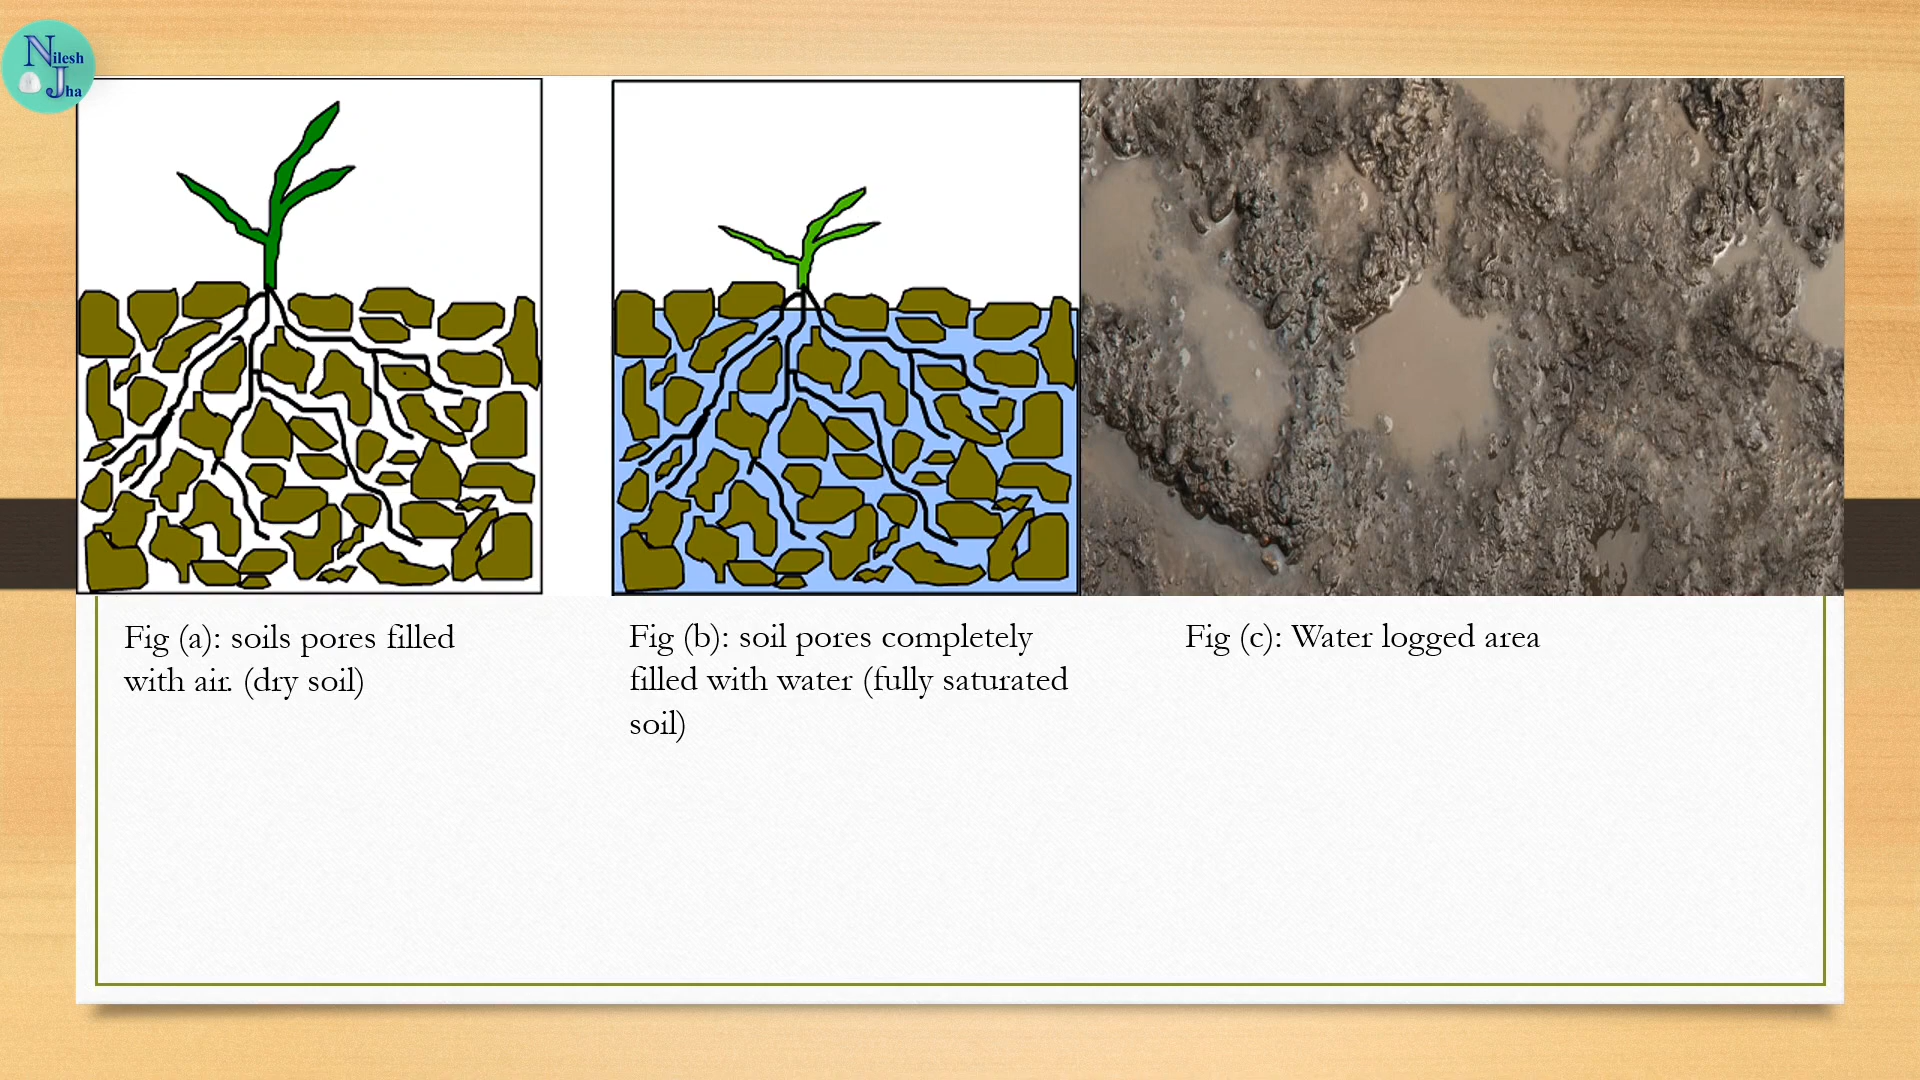 Nilesh
Jha
Fig (a): soils pores filled
with air. (dry soil)
Fig (b): soil pores completely
filled with water (fully saturated
soil)
Fig (c): Water logged area